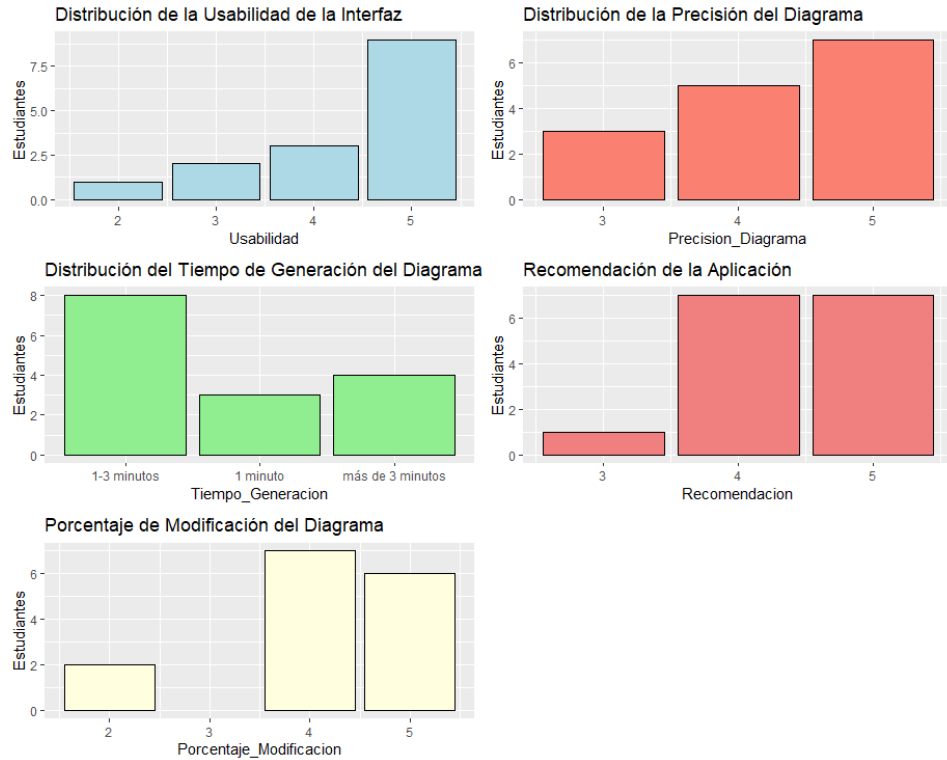 Distribución de la Usabilidad de la Interfaz
Estudiantes
7.5
5.0
2.5
0.0
2 3 4 5
Usabilidad
Distribución de la Precisión del Diagrama
Estudiantes
6
4
2
0
3 4 5
Precision_Diagrama
Distribución del Tiempo de Generación del Diagrama
Estudiantes
8
6
4
2
0
1-3 minutos 1 minuto más de 3 minutos
Tiempo_Generacion
Recomendación de la Aplicación
Estudiantes
6
4
2
0
3 4 5
Recomendacion
Porcentaje de Modificación del Diagrama
Estudiantes
6
4
2
0
2 3 4 5
Porcentaje_Modificacion